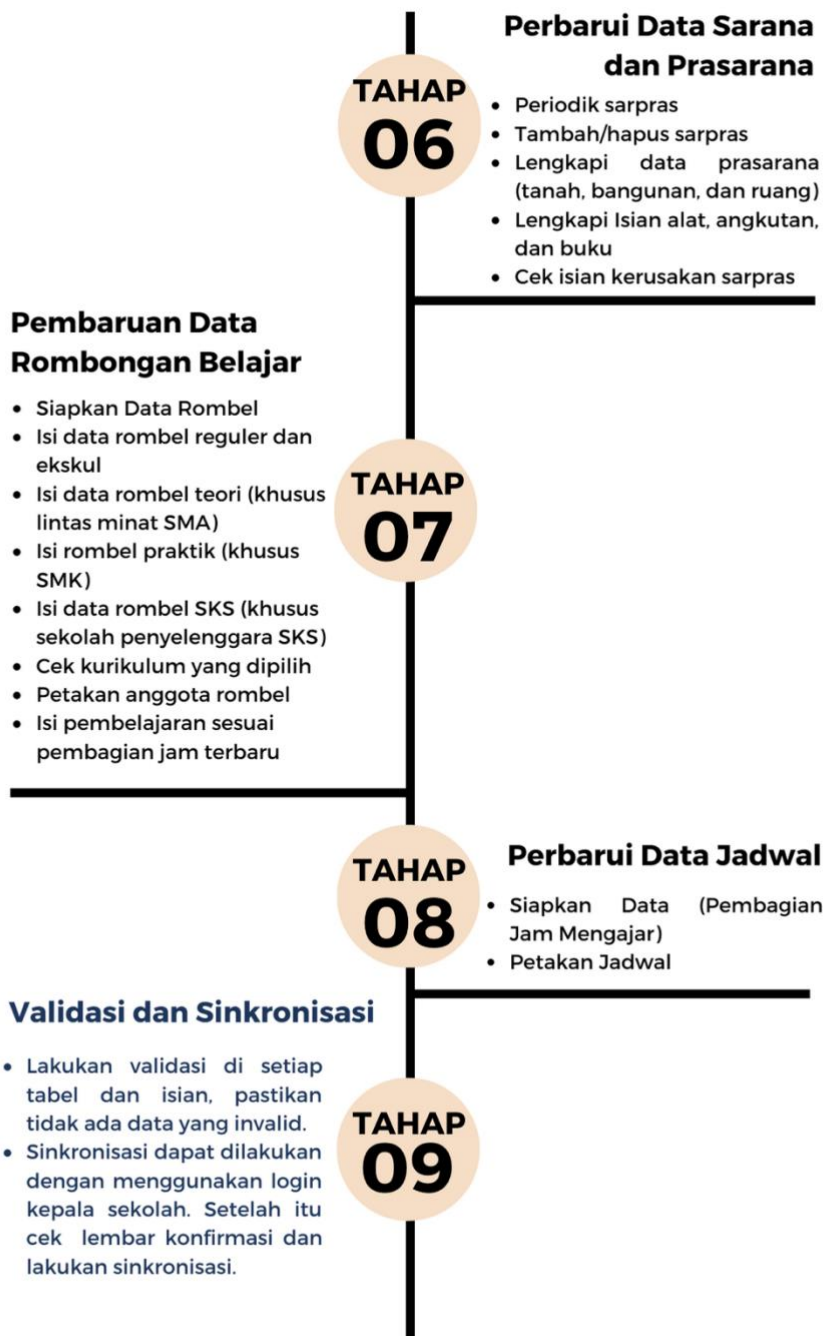 TAHAP
06
Perbarui Data Sarana
dan Prasarana
• Periodik sarpras
• Tambah/hapus sarpras
• Lengkapi data prasarana
(tanah, bangunan, dan ruang)
• Lengkapi Isian alat, angkutan,
dan buku
• Cek isian kerusakan sarpras
Pembaruan Data
Rombongan Belajar
• Siapkan Data Rombel
• Isi data rombel reguler dan
ekskul
• Isi data rombel teori (khusus
lintas minat SMA)
• Isi rombel praktik (khusus
SMK)
• Isi data rombel SKS (khusus
sekolah penyelenggara SKS)
• Cek kurikulum yang dipilih
• Petakan anggota rombel
• Isi pembelajaran sesuai
pembagian jam terbaru
TAHAP
07
TAHAP
08
Perbarui Data Jadwal
• Siapkan Data (Pembagian
Jam Mengajar)
• Petakan Jadwal
Validasi dan Sinkronisasi
• Lakukan validasi di setiap
tabel dan isian, pastikan
tidak ada data yang invalid.
• Sinkronisasi dapat dilakukan
dengan menggunakan login
kepala sekolah. Setelah itu
cek lembar konfirmasi dan
lakukan sinkronisasi.
TAHAP
09